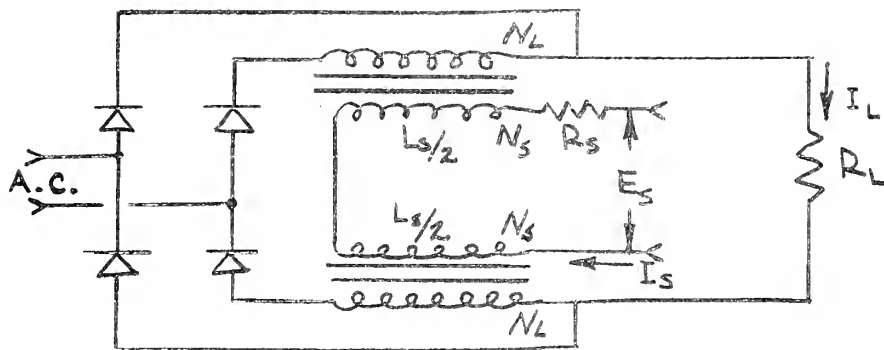 N_L
I_L
L_S/2
N_S
R_S
R_L
A.C.
E_S
L_S/2
N_S
I_S
N_L